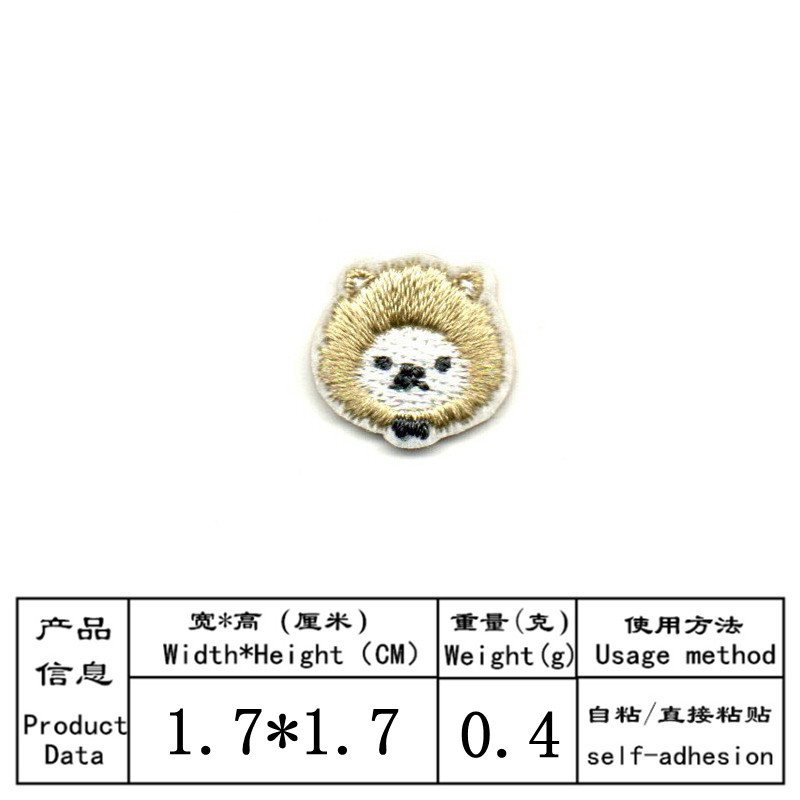 产品
信息
Product
Data
宽*高 (厘米)
Width*Height (CM)
重量(克)
Weight(g)
使用方法
Usage method
1.7*1.7
0.4
自粘/直接粘贴
self-adhesion